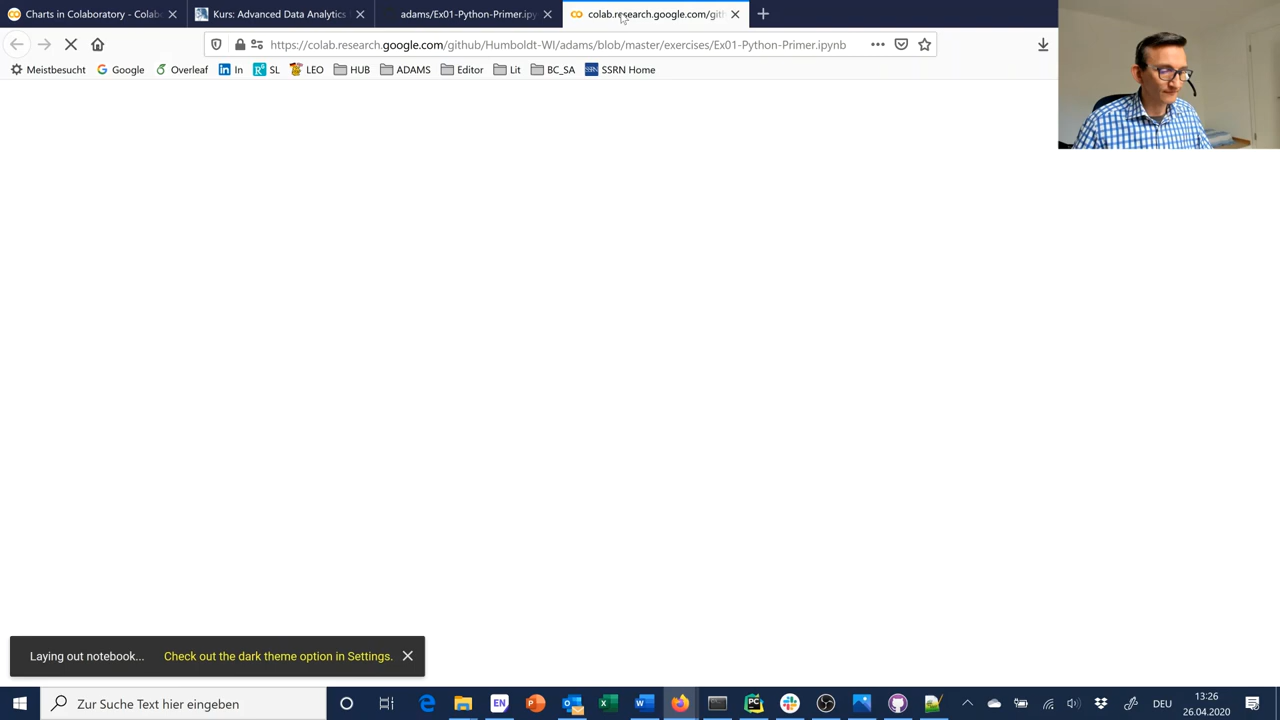 Charts in Colaboratory - Colab
Kurs: Advanced Data Analytics
adams/Ex01-Python-Primer.ipy
colab.research.google.com/gith
https://colab.research.google.com/github/Humboldt-WI/adams/blob/master/exercises/Ex01-Python-Primer.ipynb
Meistbesucht
Google
Overleaf
In
SL
LEO
HUB
ADAMS
Editor
Lit
BC_SA
SSRN Home
Laying out notebook... Check out the dark theme option in Settings.
Zur Suche Text hier eingeben
EN
DEU
13:26
26.04.2020